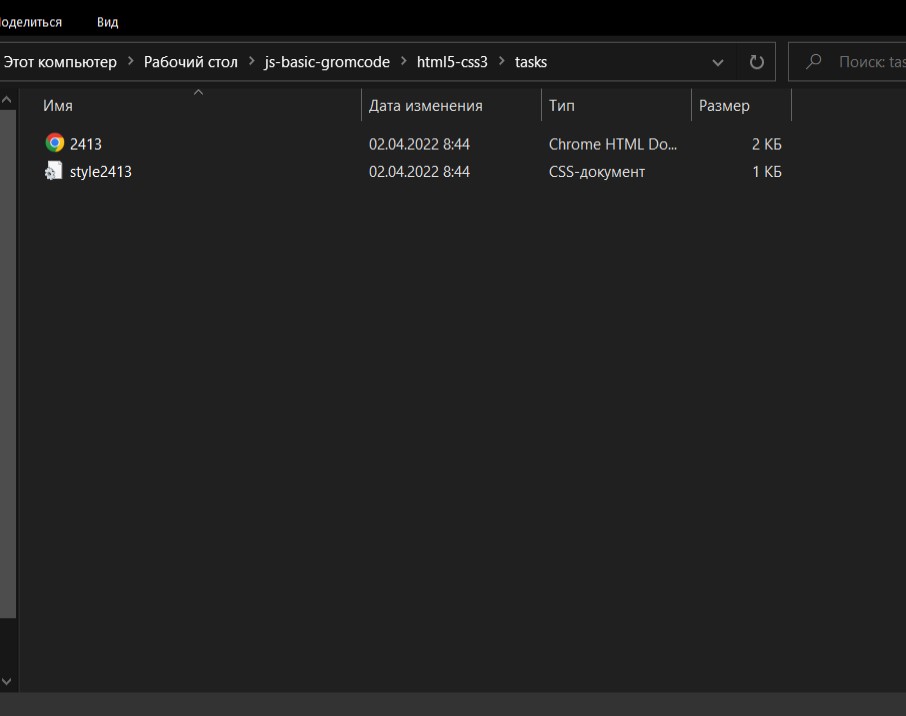 оделиться Вид
Этот компьютер Рабочий стол js-basic-gromcode html5-css3 tasks Поиск: tas
Имя Дата изменения Тип Размер
2413 02.04.2022 8:44 Chrome HTML Do... 2 КБ
style2413 02.04.2022 8:44 CSS-документ 1 КБ